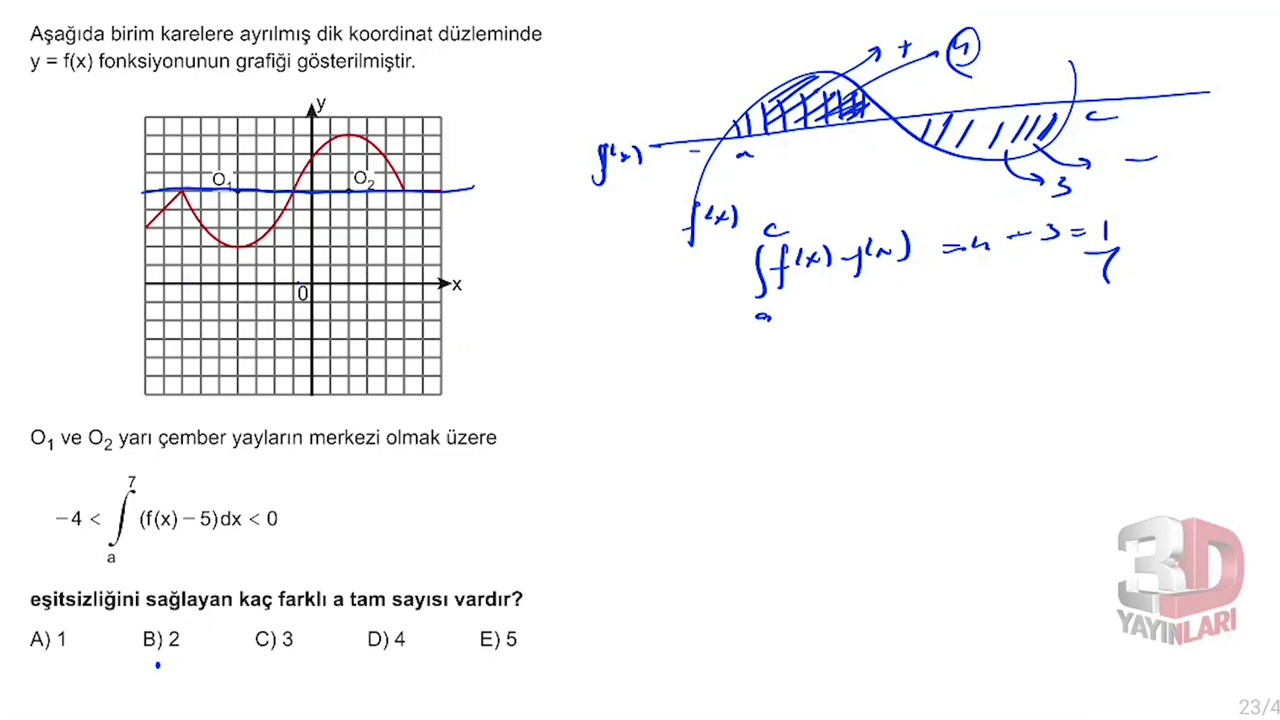 Aşağıda birim karelere ayrılmış dik koordinat düzleminde
y = f(x) fonksiyonunun grafiği gösterilmiştir.
y
O₁
O₂
0
x
O₁ ve O₂ yarı çember yayların merkezi olmak üzere
7
−4 < ∫ (f(x) − 5)dx < 0
a
eşitsizliğini sağlayan kaç farklı a tam sayısı vardır?
A) 1 B) 2 C) 3 D) 4 E) 5
+ 4
g(x) − a c
3 −
f(x)
c
∫ f(x) − g(x) = 4 − 3 = 1
a
3D
YAYINLARI
23/4